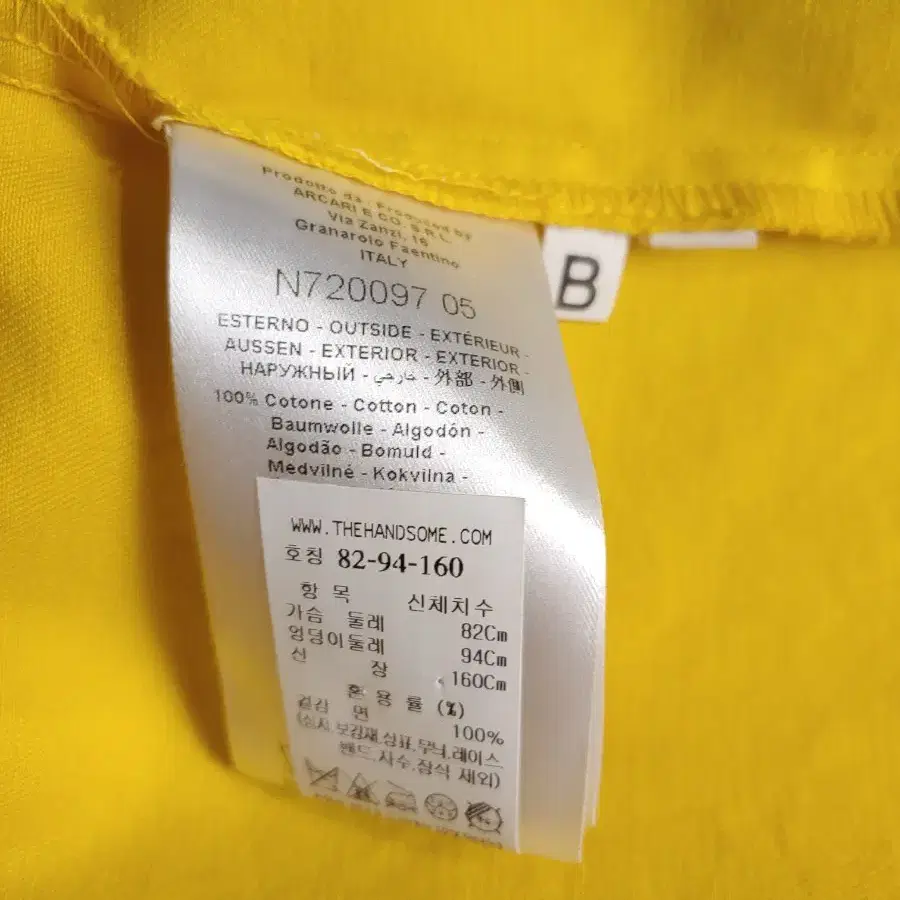 Prodotto da : Produced by
ARCARI E CO. S.R.L
Via Zanzi, 16
Granarolo Faentino
ITALY
N720097 05
ESTERNO - OUTSIDE - EXTÉRIEUR -
AUSSEN - EXTERIOR - EXTERIOR -
НАРУЖНЫЙ - خارجي - 外部 - 外側
100% Cotone - Cotton - Coton -
Baumwolle - Algodón -
Algodão - Bomuld -
Medvilné - Kokvilna -
B
WWW.THEHANDSOME.COM
호칭 82-94-160
항 목 신체치수
가슴 둘레 82Cm
엉덩이둘레 94Cm
신 장 160Cm
혼 용 률 (%)
겉감 면 100%
(심지.보강재.상표.무늬.레이스
밴드.자수.장식 제외)